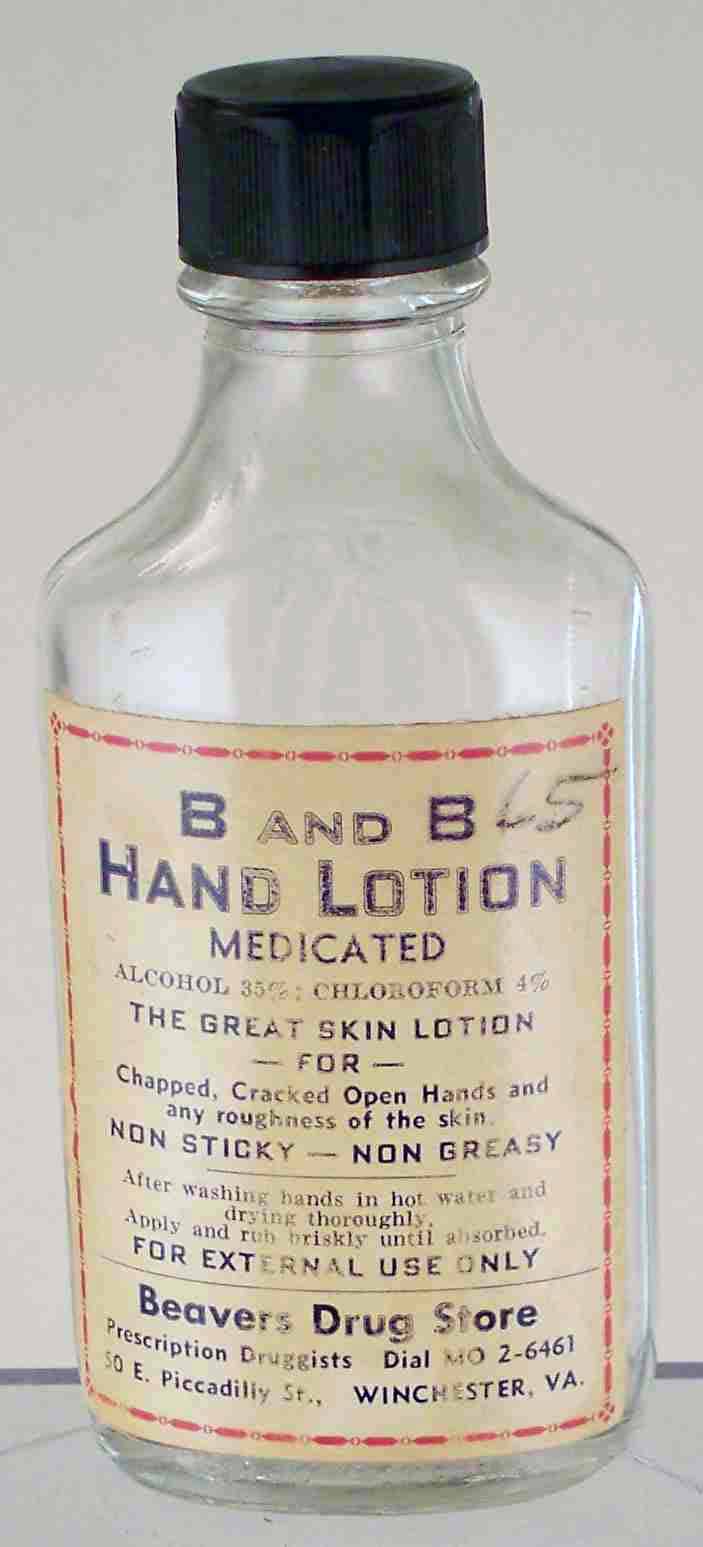 B AND B 65
HAND LOTION
MEDICATED
ALCOHOL 35%; CHLOROFORM 4%
THE GREAT SKIN LOTION
— FOR —
Chapped, Cracked Open Hands and
any roughness of the skin.
NON STICKY — NON GREASY
After washing hands in hot water and
drying thoroughly,
Apply and rub briskly until absorbed.
FOR EXTERNAL USE ONLY
Beavers Drug Store
Prescription Druggists Dial MO 2-6461
50 E. Piccadilly St., WINCHESTER, VA.